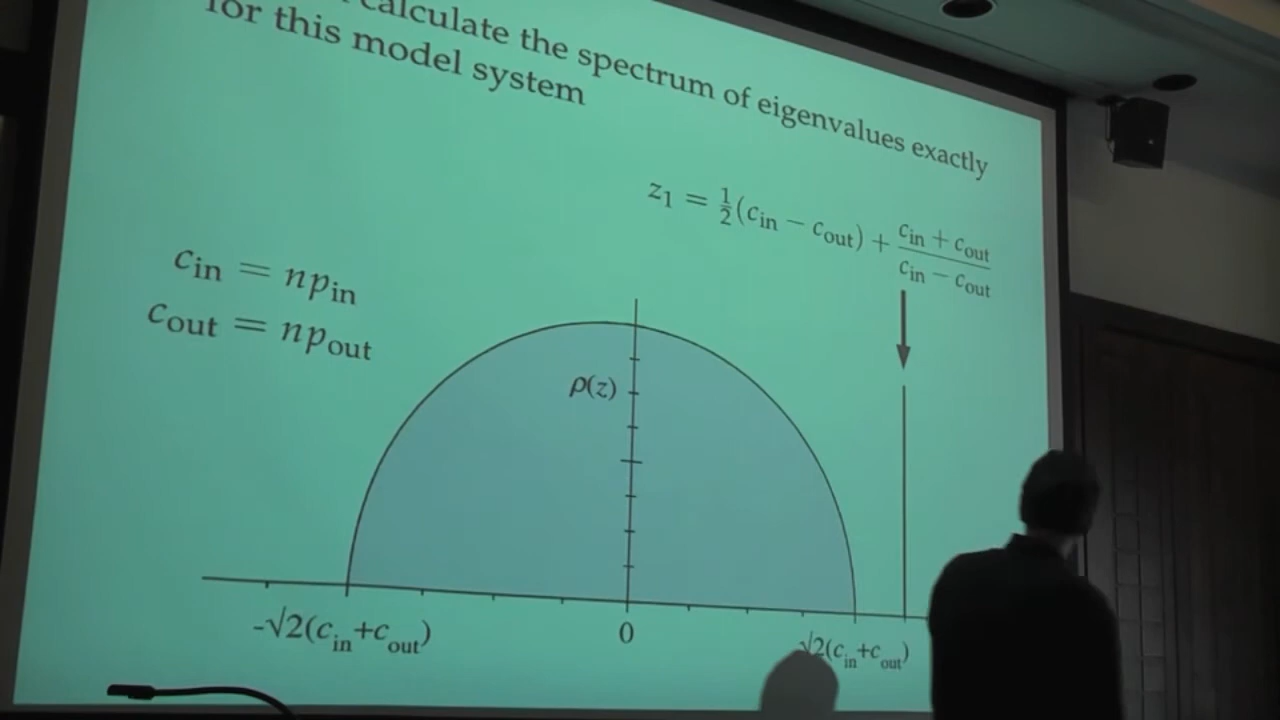 calculate the spectrum of eigenvalues exactly
for this model system
z₁ = ½(c_in − c_out) + (c_in + c_out)/(c_in − c_out)
c_in = np_in
c_out = np_out
ρ(z)
-√2(c_in+c_out)
0
√2(c_in+c_out)